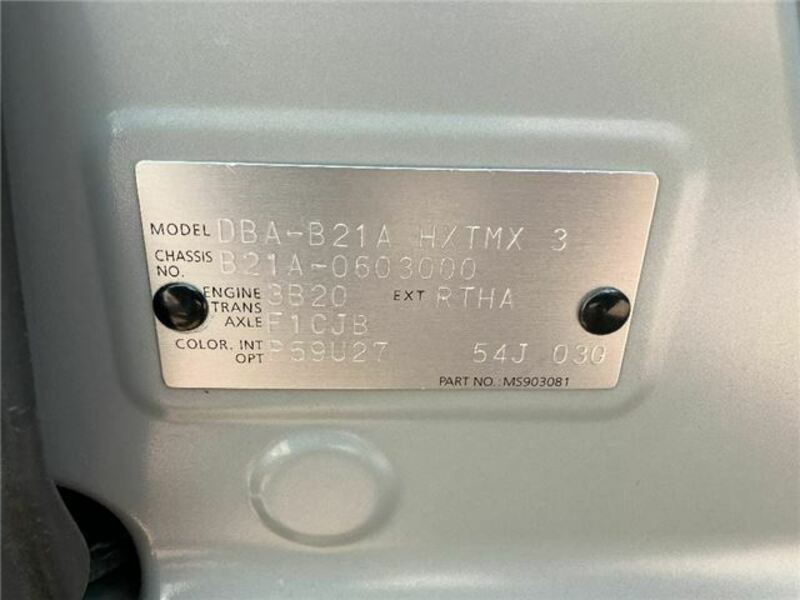 MODEL DBA-B21A HXTMX 3
CHASSIS NO. B21A-0603000
ENGINE 3B20 EXT RTHA
TRANS AXLE F1CJB
COLOR. INT OPT P59U27 54J 03Q
PART NO.: MS903081